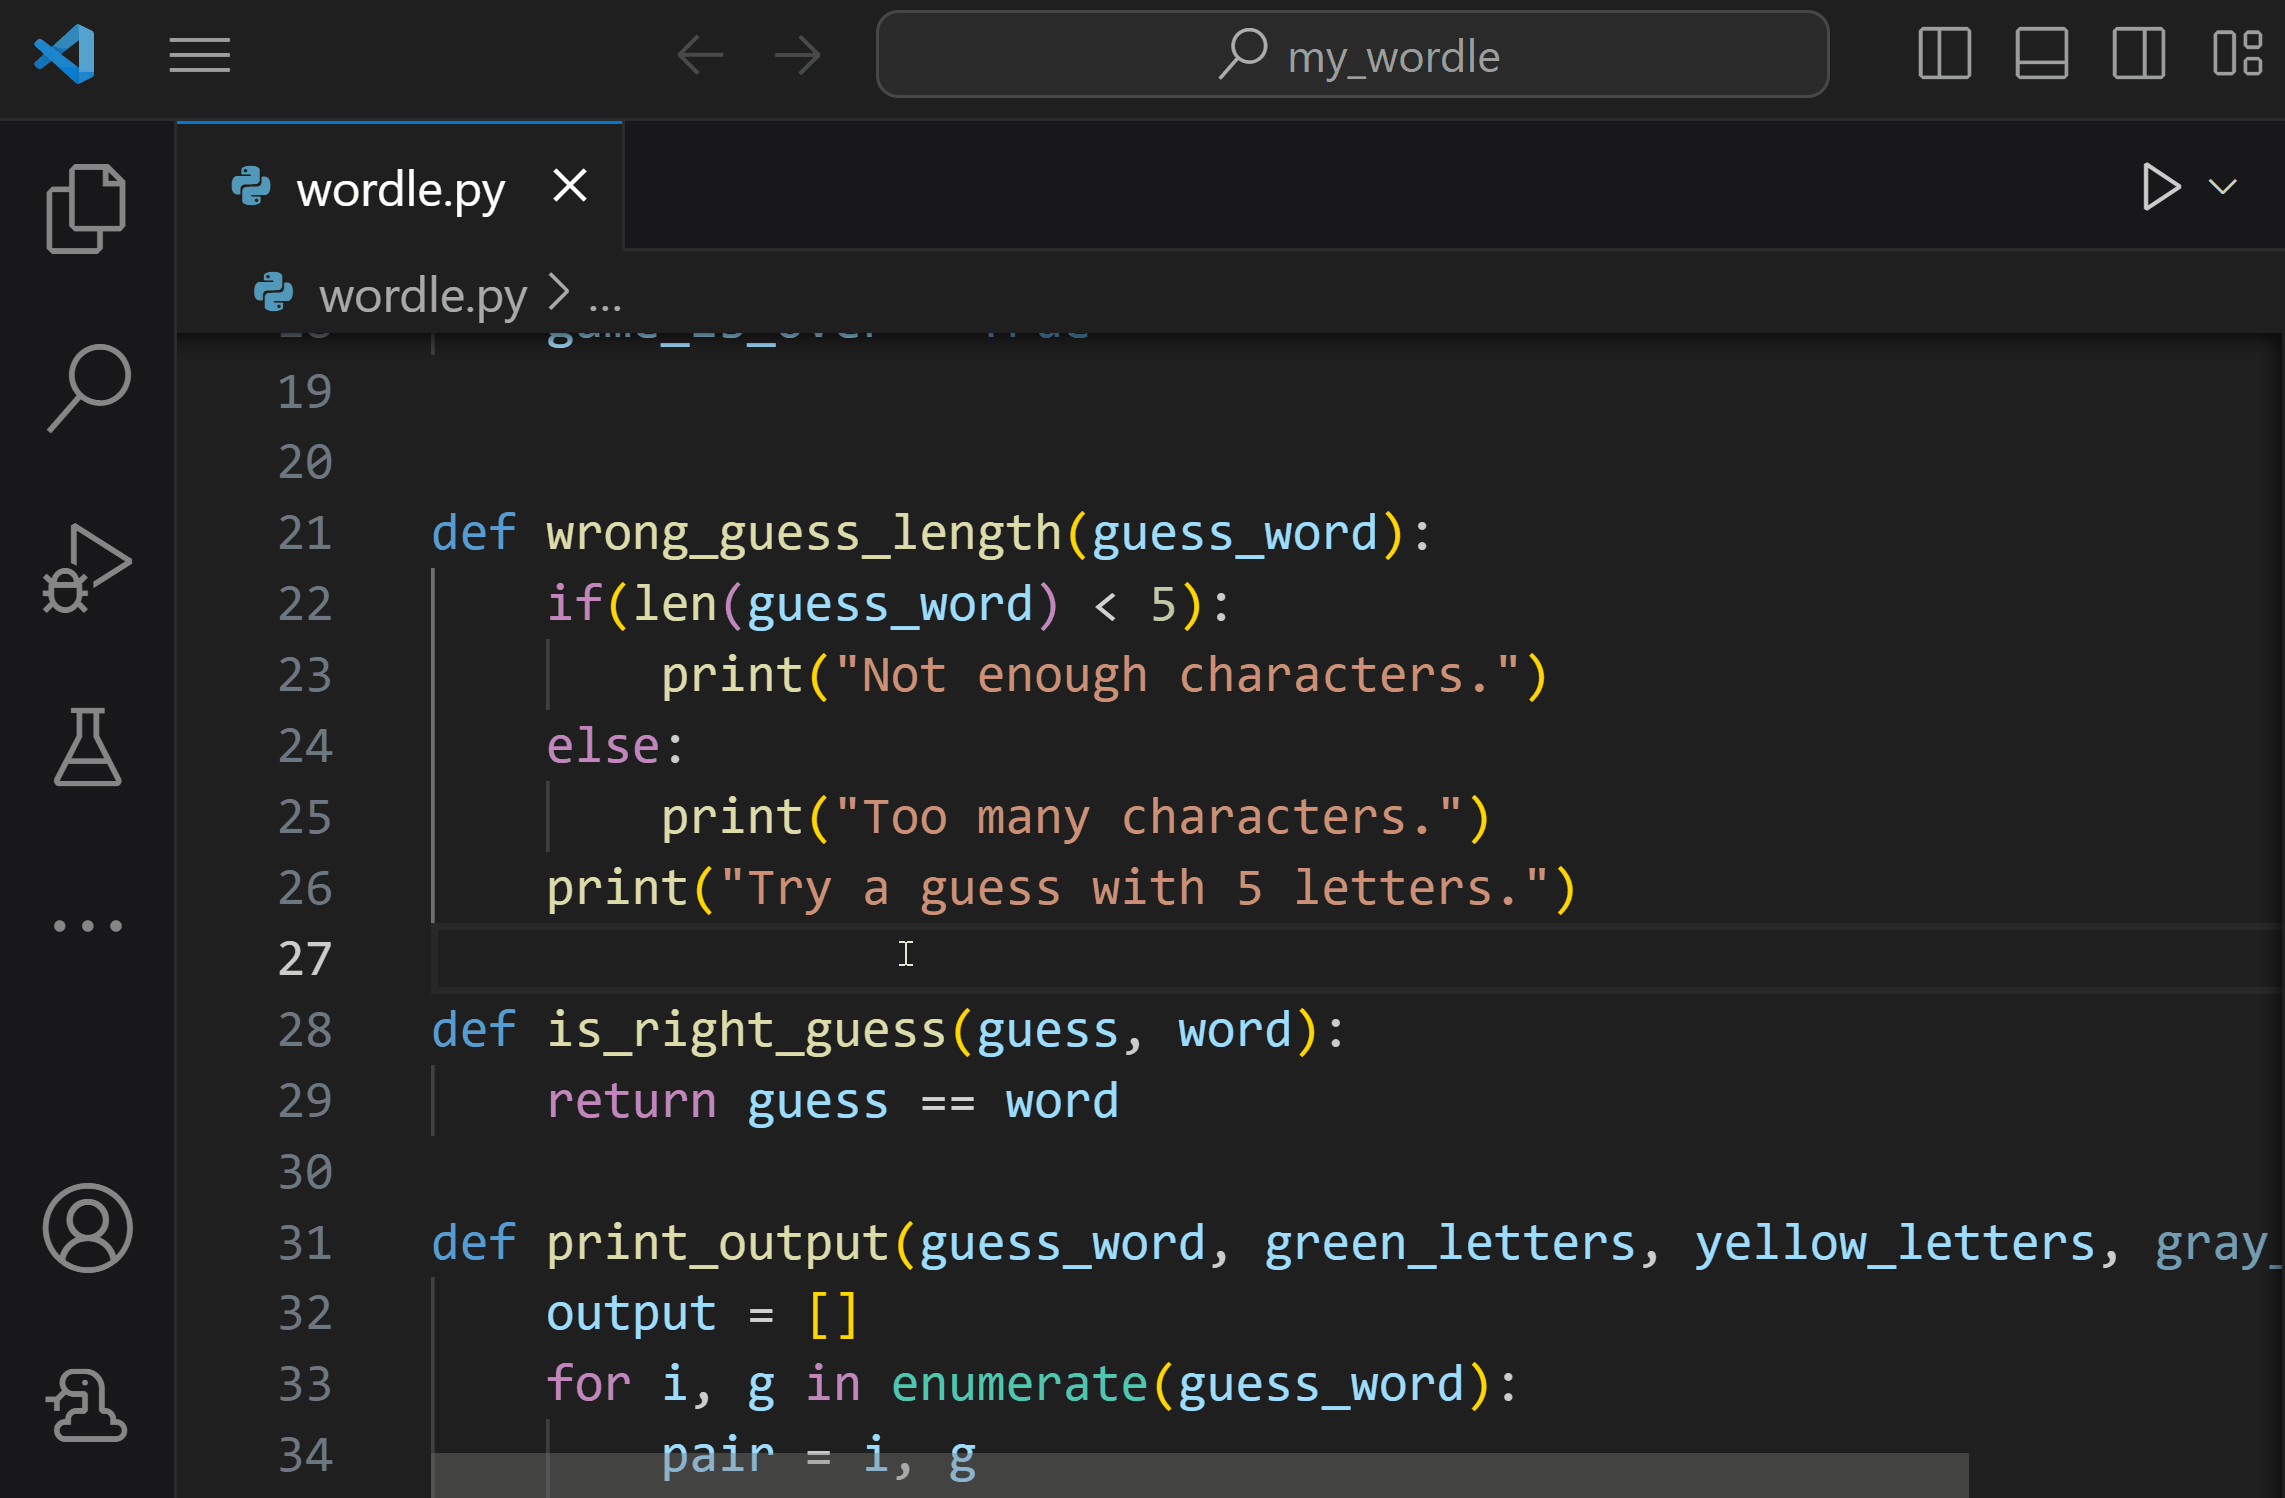 my_wordle
wordle.py
wordle.py > ...
19
20
21 def wrong_guess_length(guess_word):
22     if(len(guess_word) < 5):
23         print("Not enough characters.")
24     else:
25         print("Too many characters.")
26     print("Try a guess with 5 letters.")
27
28 def is_right_guess(guess, word):
29     return guess == word
30
31 def print_output(guess_word, green_letters, yellow_letters, gray_
32     output = []
33     for i, g in enumerate(guess_word):
34         pair = i, g